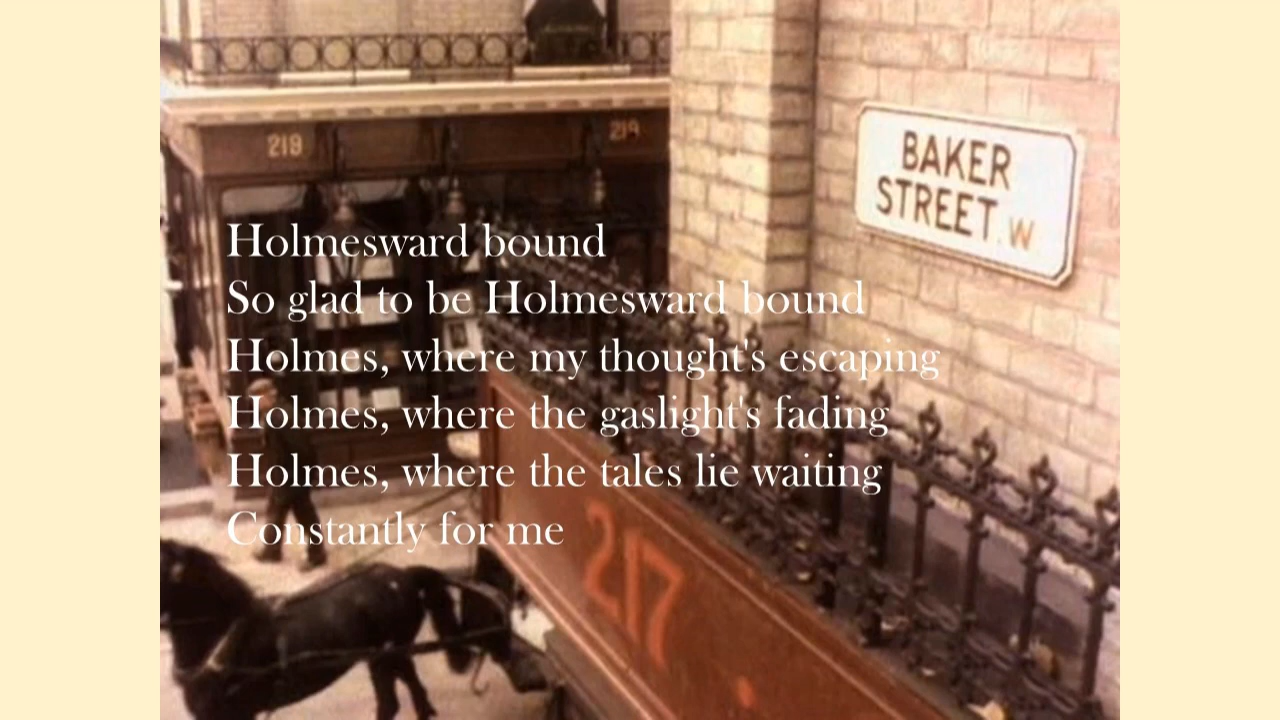 218
219
BAKER
STREET W
Holmesward bound
So glad to be Holmesward bound
Holmes, where my thought's escaping
Holmes, where the gaslight's fading
Holmes, where the tales lie waiting
Constantly for me
217